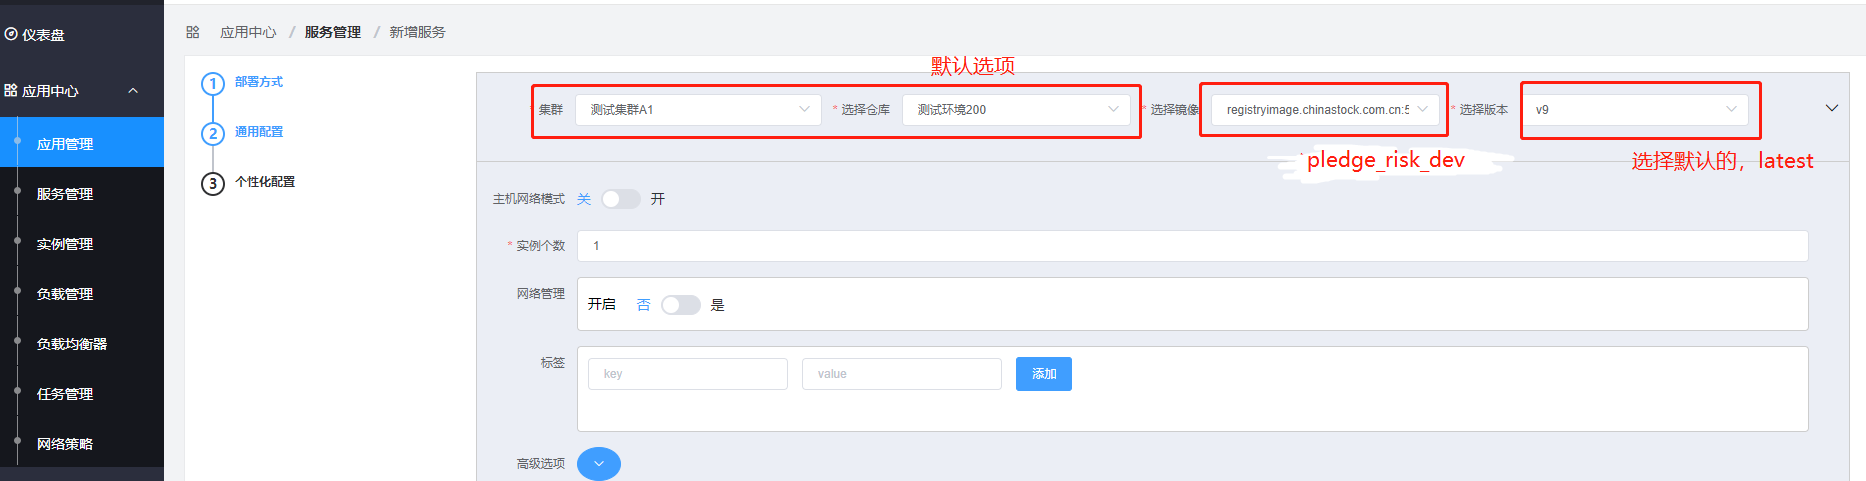 仪表盘
应用中心
应用管理
服务管理
实例管理
负载管理
负载均衡器
任务管理
网络策略
应用中心 / 服务管理 / 新增服务
1 部署方式
2 通用配置
3 个性化配置
默认选项
* 集群 测试集群A1 * 选择仓库 测试环境200 * 选择镜像 registryimage.chinastock.com.cn:5 * 选择版本 v9
pledge_risk_dev
选择默认的，latest
主机网络模式 关 开
* 实例个数 1
网络管理 开启 否 是
标签 key value 添加
高级选项